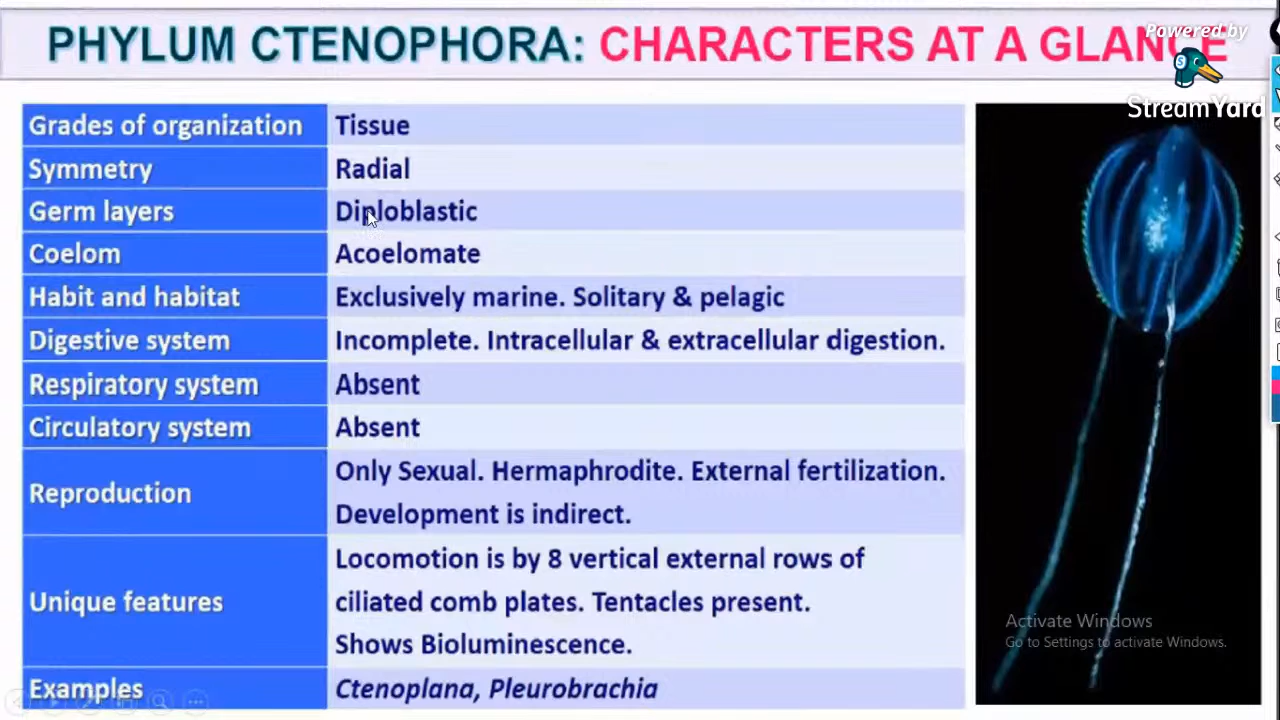 PHYLUM CTENOPHORA: CHARACTERS AT A GLANCE
Powered by
StreamYard
Grades of organization Tissue
Symmetry Radial
Germ layers Diploblastic
Coelom Acoelomate
Habit and habitat Exclusively marine. Solitary & pelagic
Digestive system Incomplete. Intracellular & extracellular digestion.
Respiratory system Absent
Circulatory system Absent
Reproduction Only Sexual. Hermaphrodite. External fertilization.
Development is indirect.
Unique features Locomotion is by 8 vertical external rows of
ciliated comb plates. Tentacles present.
Shows Bioluminescence.
Examples Ctenoplana, Pleurobrachia
Activate Windows
Go to Settings to activate Windows.